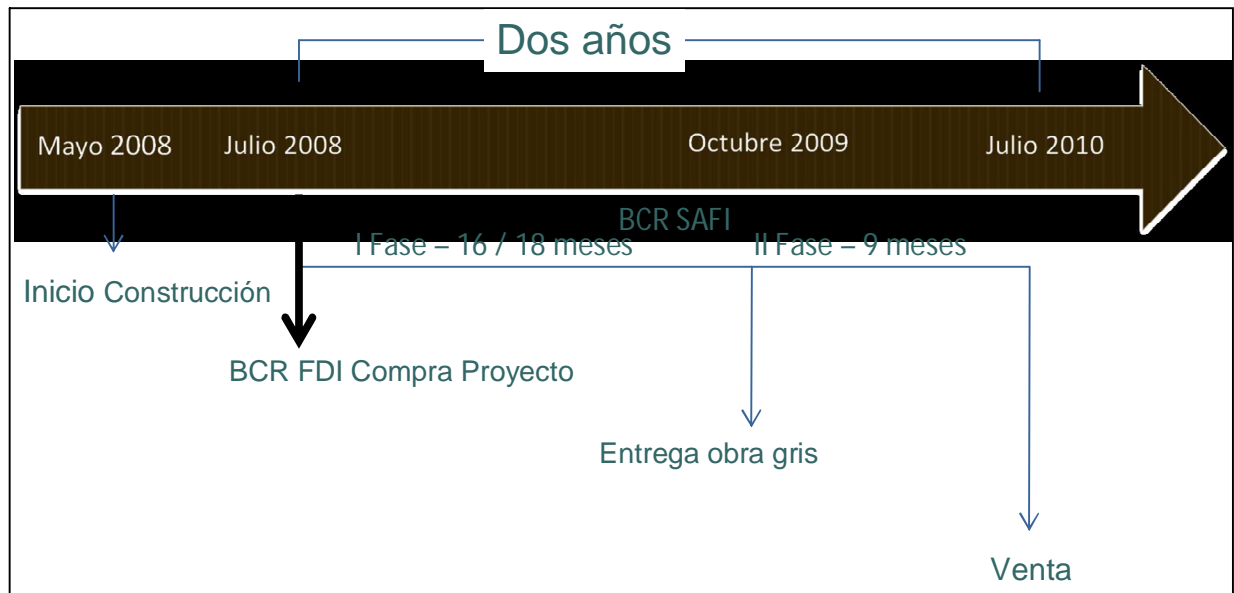 Dos años
Mayo 2008 Julio 2008 Octubre 2009 Julio 2010
BCR SAFI
I Fase – 16 / 18 meses II Fase – 9 meses
Inicio Construcción
BCR FDI Compra Proyecto
Entrega obra gris
Venta